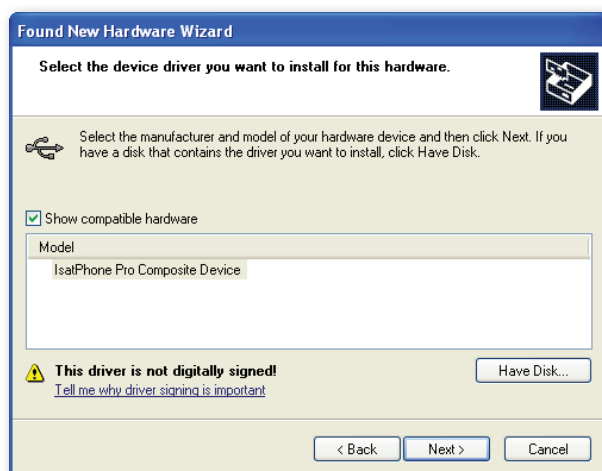 Found New Hardware Wizard
Select the device driver you want to install for this hardware.
Select the manufacturer and model of your hardware device and then click Next. If you
have a disk that contains the driver you want to install, click Have Disk.
Show compatible hardware
Model
IsatPhone Pro Composite Device
This driver is not digitally signed!
Have Disk...
Tell me why driver signing is important
< Back
Next >
Cancel